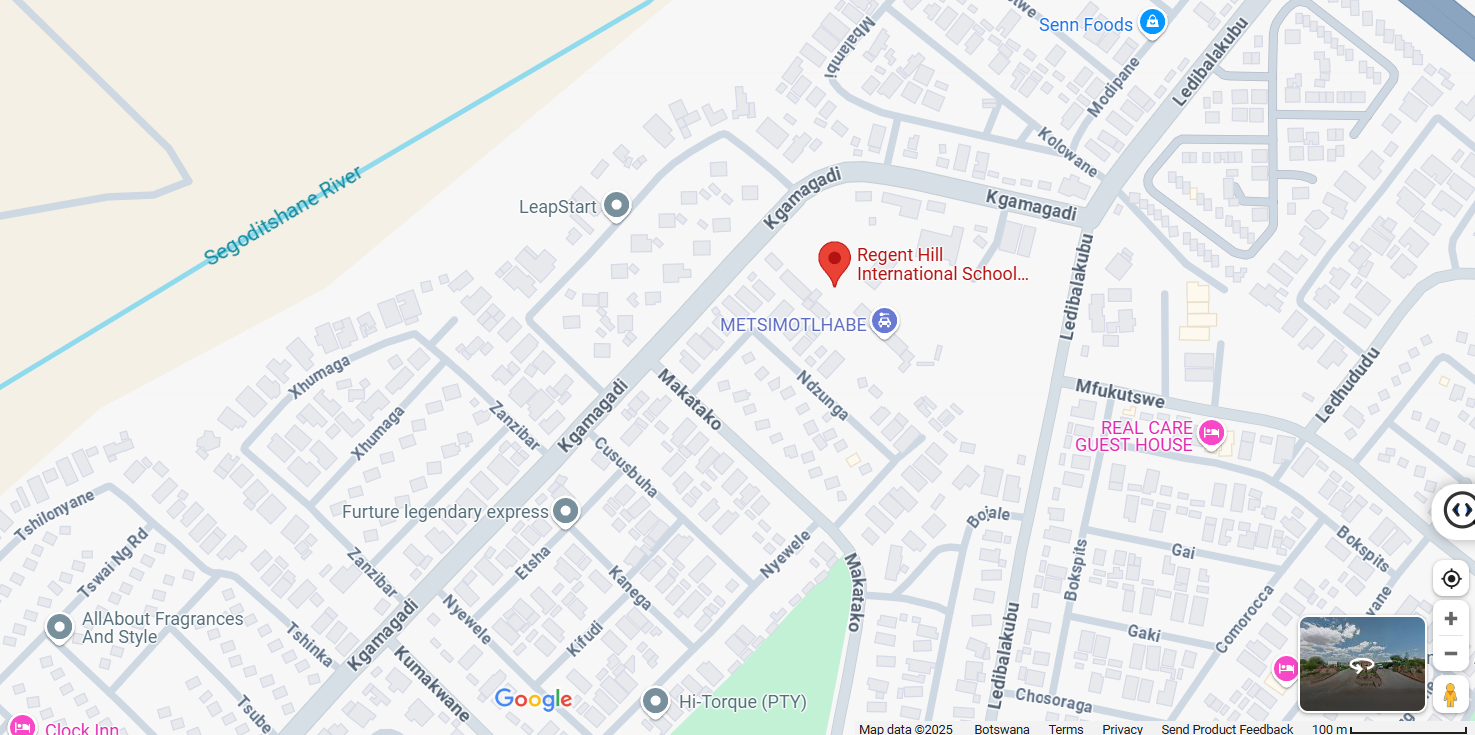 twe
Senn Foods
Mbalambi
Ledibalakubu
Modipane
Kolowane
Segoditshane River
LeapStart
Kgamagadi
Kgamagadi
Regent Hill
International School...
METSIMOTLHABE
Ledibalakubu
Xhumaga
Xhumaga
Makatako
Ndzunga
Mfukutswe
Ledhududu
Zanzibar
Kgamagadi
REAL CARE
GUEST HOUSE
Cususbuha
Tshilonyane
Furture legendary express
Bojale
Tswai Ng Rd
Etsha
Nyewele
Gai
Bokspits
Bokspits
Zanzibar
Kanega
Makatako
AllAbout Fragrances
And Style
Nyewele
Kgamagadi
Tshinka
Kifudi
Gaki
Comorocca
wane
Ledibalakubu
Kumakwane
Google
Hi-Torque (PTY)
Chosoraga
Tsube
Clock Inn
Map data ©2025
Botswana
Terms
Privacy
Send Product Feedback
100 m